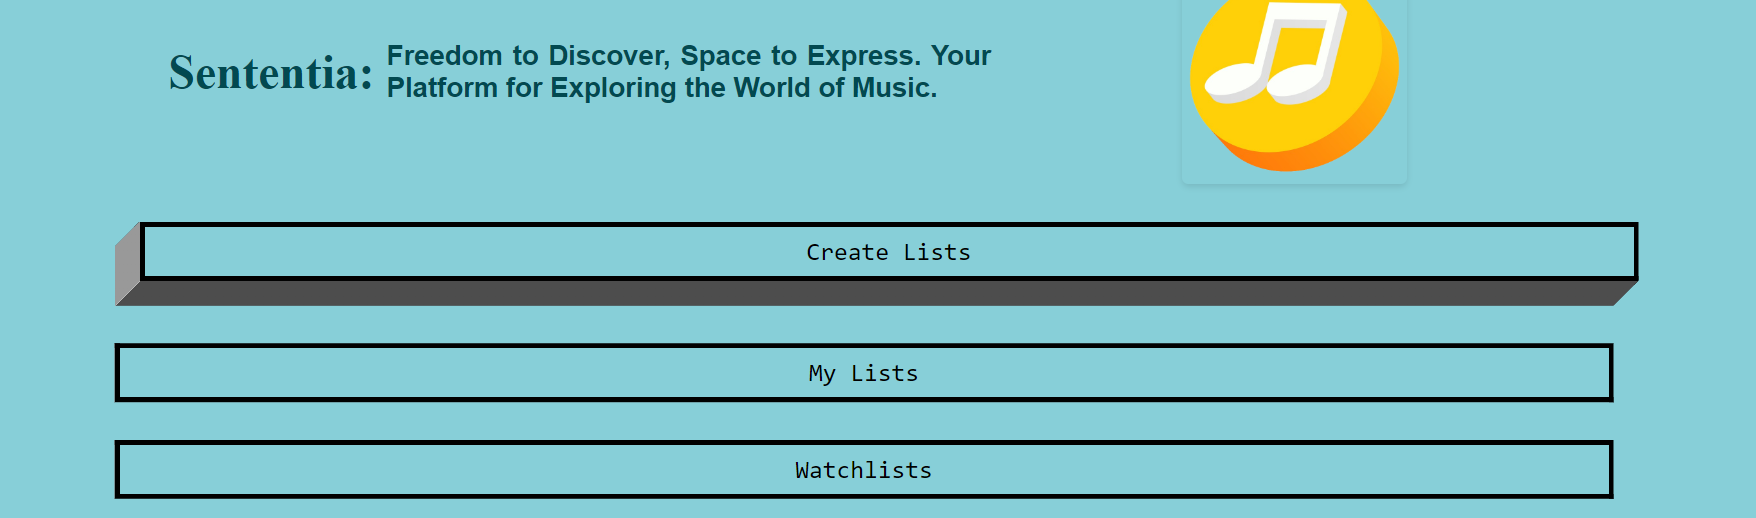 Sententia:
Freedom to Discover, Space to Express. Your
Platform for Exploring the World of Music.
Create Lists
My Lists
Watchlists